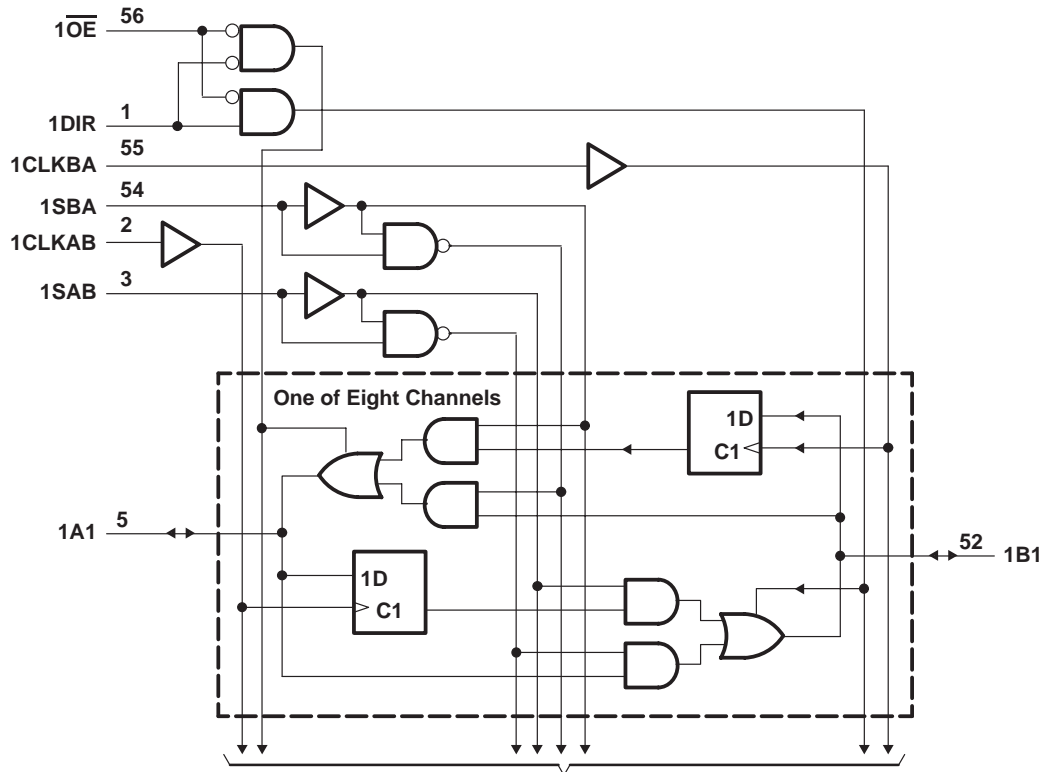 1O̅E̅ 56
1DIR 1
1CLKBA 55
1SBA 54
1CLKAB 2
1SAB 3
One of Eight Channels
1D
C1
1A1 5
52 1B1
1D
C1